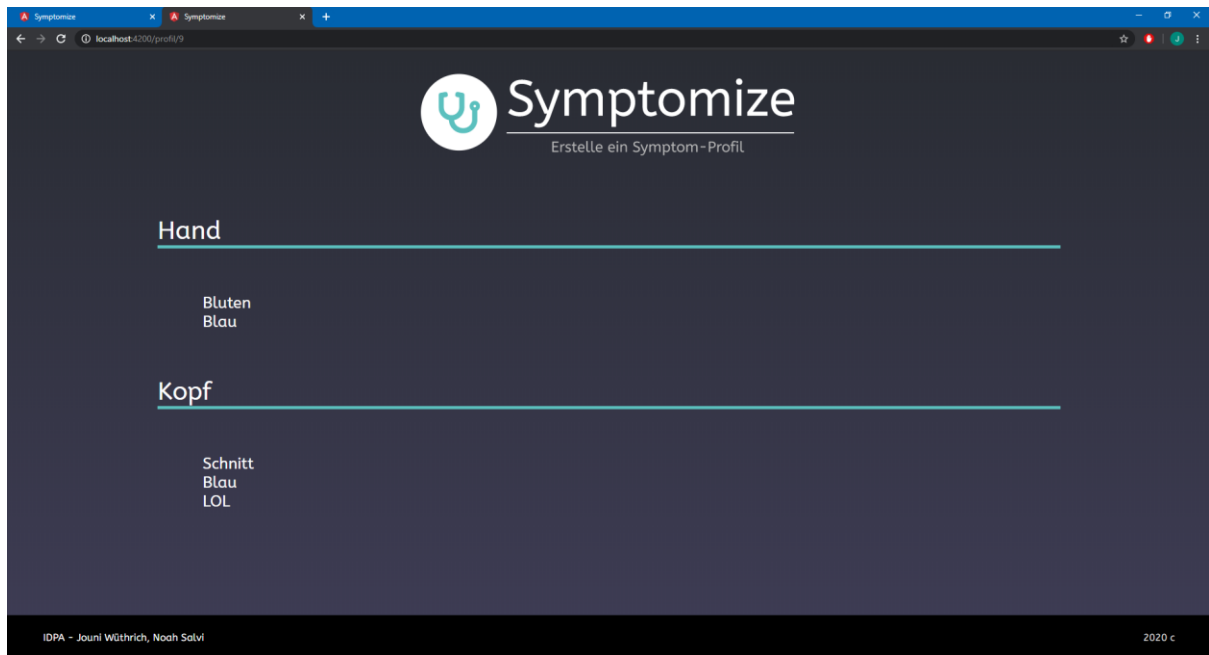 Symptomize
Symptomize
localhost:4200/profil/9
J
Symptomize
Erstelle ein Symptom-Profil
Hand
Bluten
Blau
Kopf
Schnitt
Blau
LOL
IDPA - Jouni Wüthrich, Noah Salvi
2020 c